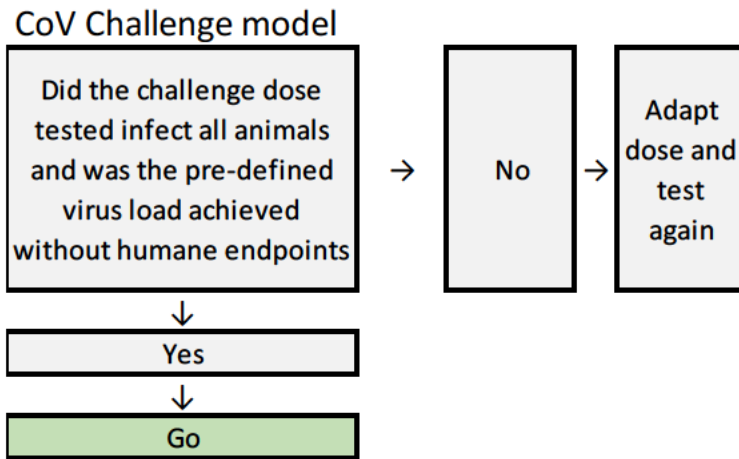 CoV Challenge model
Did the challenge dose
tested infect all animals
and was the pre-defined
virus load achieved
without humane endpoints
→
No
→
Adapt
dose and
test
again
↓
Yes
↓
Go